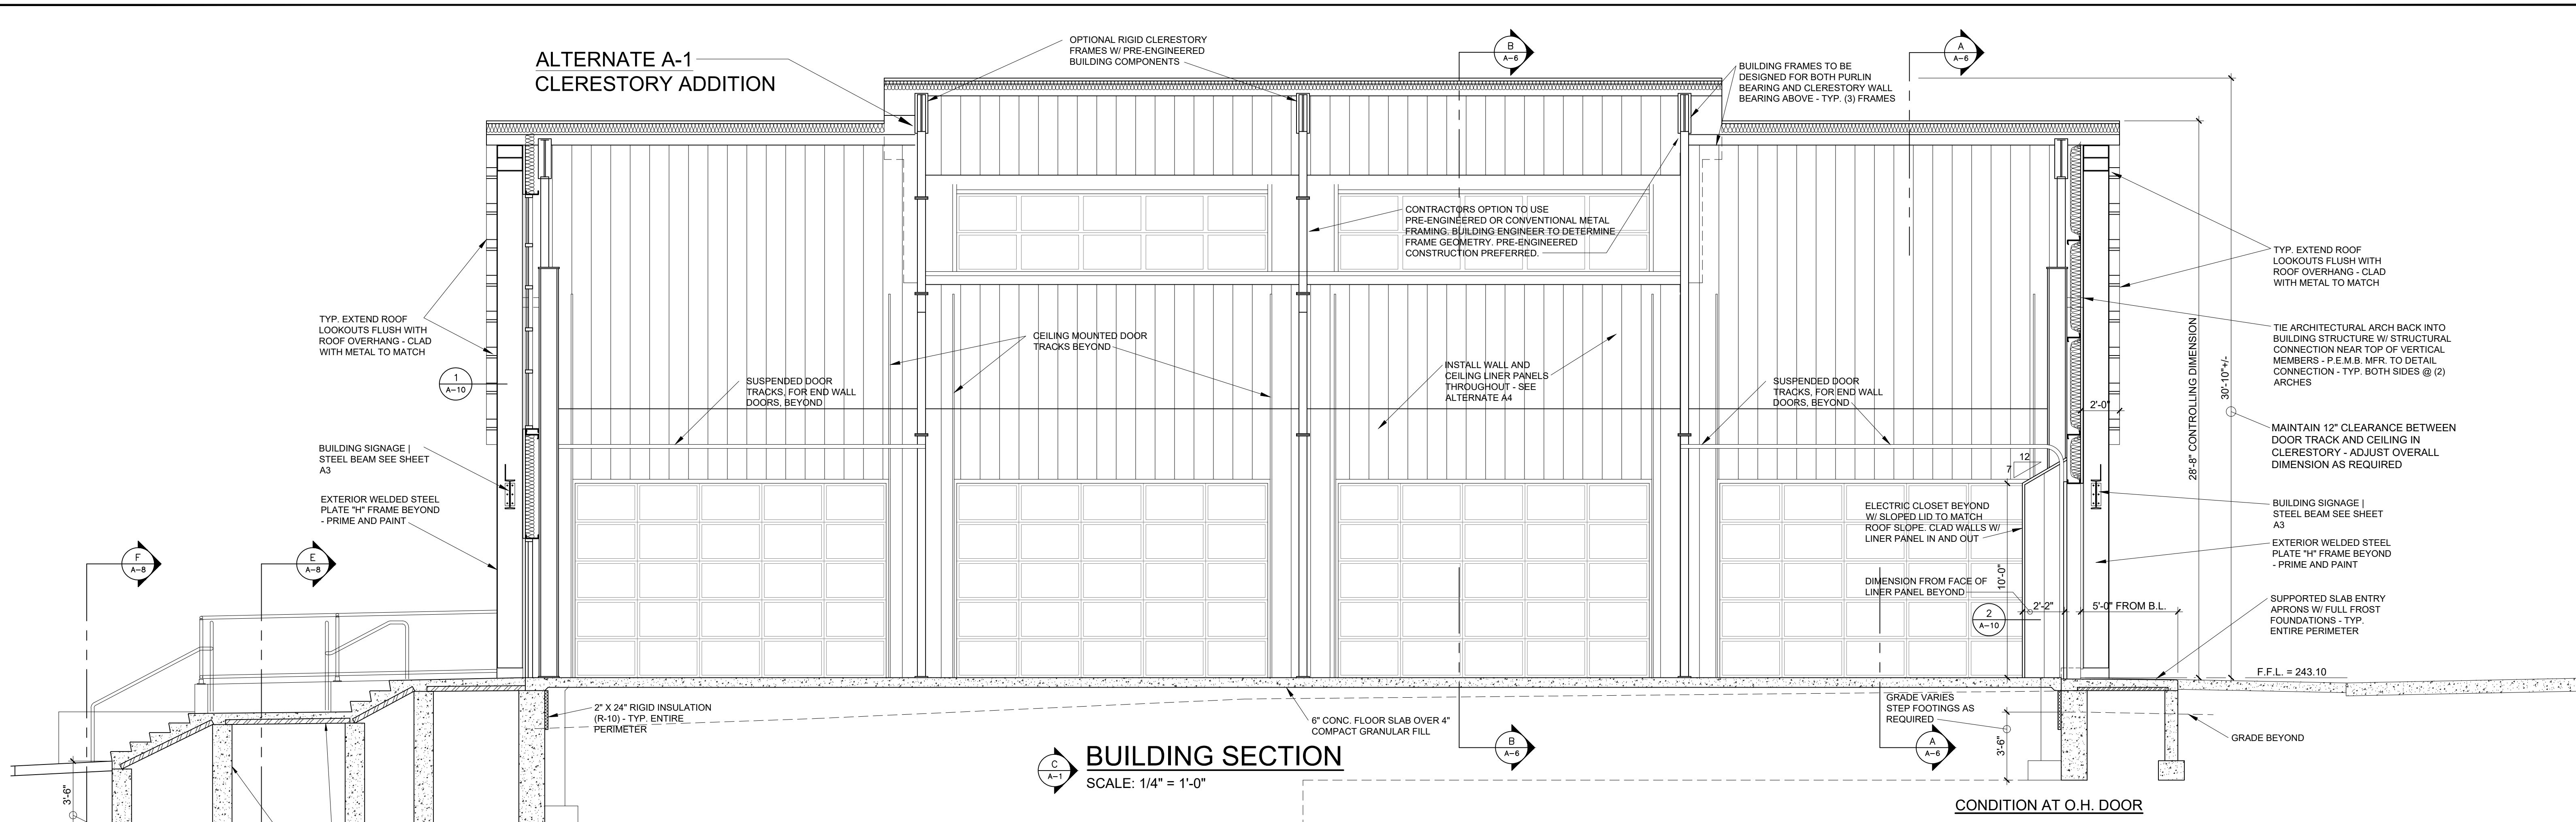 ALTERNATE A-1
CLERESTORY ADDITION
OPTIONAL RIGID CLERESTORY
FRAMES W/ PRE-ENGINEERED
BUILDING COMPONENTS
B
A-6
A
A-6
BUILDING FRAMES TO BE
DESIGNED FOR BOTH PURLIN
BEARING AND CLERESTORY WALL
BEARING ABOVE - TYP. (3) FRAMES
CONTRACTORS OPTION TO USE
PRE-ENGINEERED OR CONVENTIONAL METAL
FRAMING. BUILDING ENGINEER TO DETERMINE
FRAME GEOMETRY. PRE-ENGINEERED
CONSTRUCTION PREFERRED.
TYP. EXTEND ROOF
LOOKOUTS FLUSH WITH
ROOF OVERHANG - CLAD
WITH METAL TO MATCH
TYP. EXTEND ROOF
LOOKOUTS FLUSH WITH
ROOF OVERHANG - CLAD
WITH METAL TO MATCH
1
A-10
CEILING MOUNTED DOOR
TRACKS BEYOND
SUSPENDED DOOR
TRACKS, FOR END WALL
DOORS, BEYOND
INSTALL WALL AND
CEILING LINER PANELS
THROUGHOUT - SEE
ALTERNATE A4
SUSPENDED DOOR
TRACKS, FOR END WALL
DOORS, BEYOND
28'-8" CONTROLLING DIMENSION
30'-10"+/-
TIE ARCHITECTURAL ARCH BACK INTO
BUILDING STRUCTURE W/ STRUCTURAL
CONNECTION NEAR TOP OF VERTICAL
MEMBERS - P.E.M.B. MFR. TO DETAIL
CONNECTION - TYP. BOTH SIDES @ (2)
ARCHES
2'-0"
MAINTAIN 12" CLEARANCE BETWEEN
DOOR TRACK AND CEILING IN
CLERESTORY - ADJUST OVERALL
DIMENSION AS REQUIRED
BUILDING SIGNAGE |
STEEL BEAM SEE SHEET
A3
12
7
EXTERIOR WELDED STEEL
PLATE "H" FRAME BEYOND
- PRIME AND PAINT
ELECTRIC CLOSET BEYOND
W/ SLOPED LID TO MATCH
ROOF SLOPE. CLAD WALLS W/
LINER PANEL IN AND OUT
BUILDING SIGNAGE |
STEEL BEAM SEE SHEET
A3
EXTERIOR WELDED STEEL
PLATE "H" FRAME BEYOND
- PRIME AND PAINT
F
A-8
E
A-8
DIMENSION FROM FACE OF
LINER PANEL BEYOND
10'-0"
2'-2"
5'-0" FROM B.L.
2
A-10
SUPPORTED SLAB ENTRY
APRONS W/ FULL FROST
FOUNDATIONS - TYP.
ENTIRE PERIMETER
F.F.L. = 243.10
2" X 24" RIGID INSULATION
(R-10) - TYP. ENTIRE
PERIMETER
6" CONC. FLOOR SLAB OVER 4"
COMPACT GRANULAR FILL
GRADE VARIES
STEP FOOTINGS AS
REQUIRED
3'-6"
GRADE BEYOND
B
A-6
A
A-6
C
A-1
BUILDING SECTION
SCALE: 1/4" = 1'-0"
3'-6"
CONDITION AT O.H. DOOR